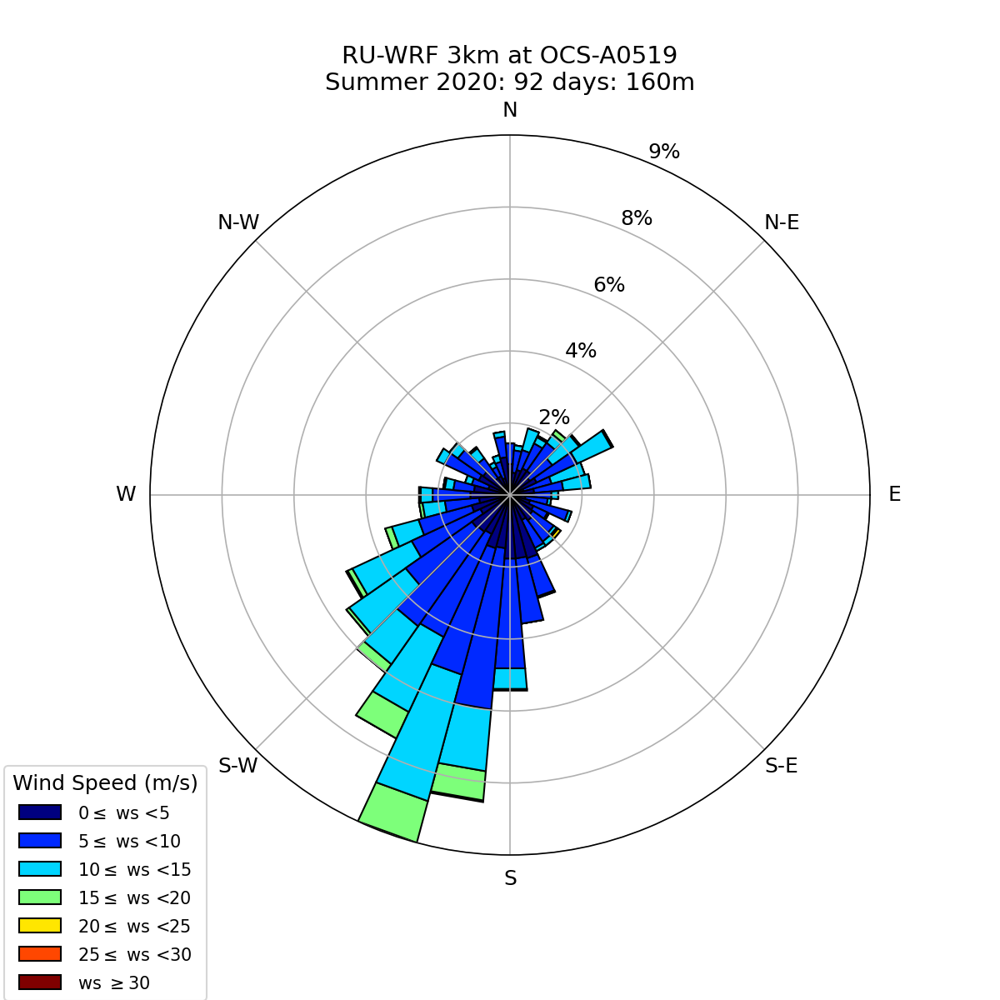 RU-WRF 3km at OCS-A0519
Summer 2020: 92 days: 160m
N
9%
N-W
N-E
8%
6%
4%
2%
W
E
S-W
S-E
S
Wind Speed (m/s)
0≤ ws <5
5≤ ws <10
10≤ ws <15
15≤ ws <20
20≤ ws <25
25≤ ws <30
ws ≥30